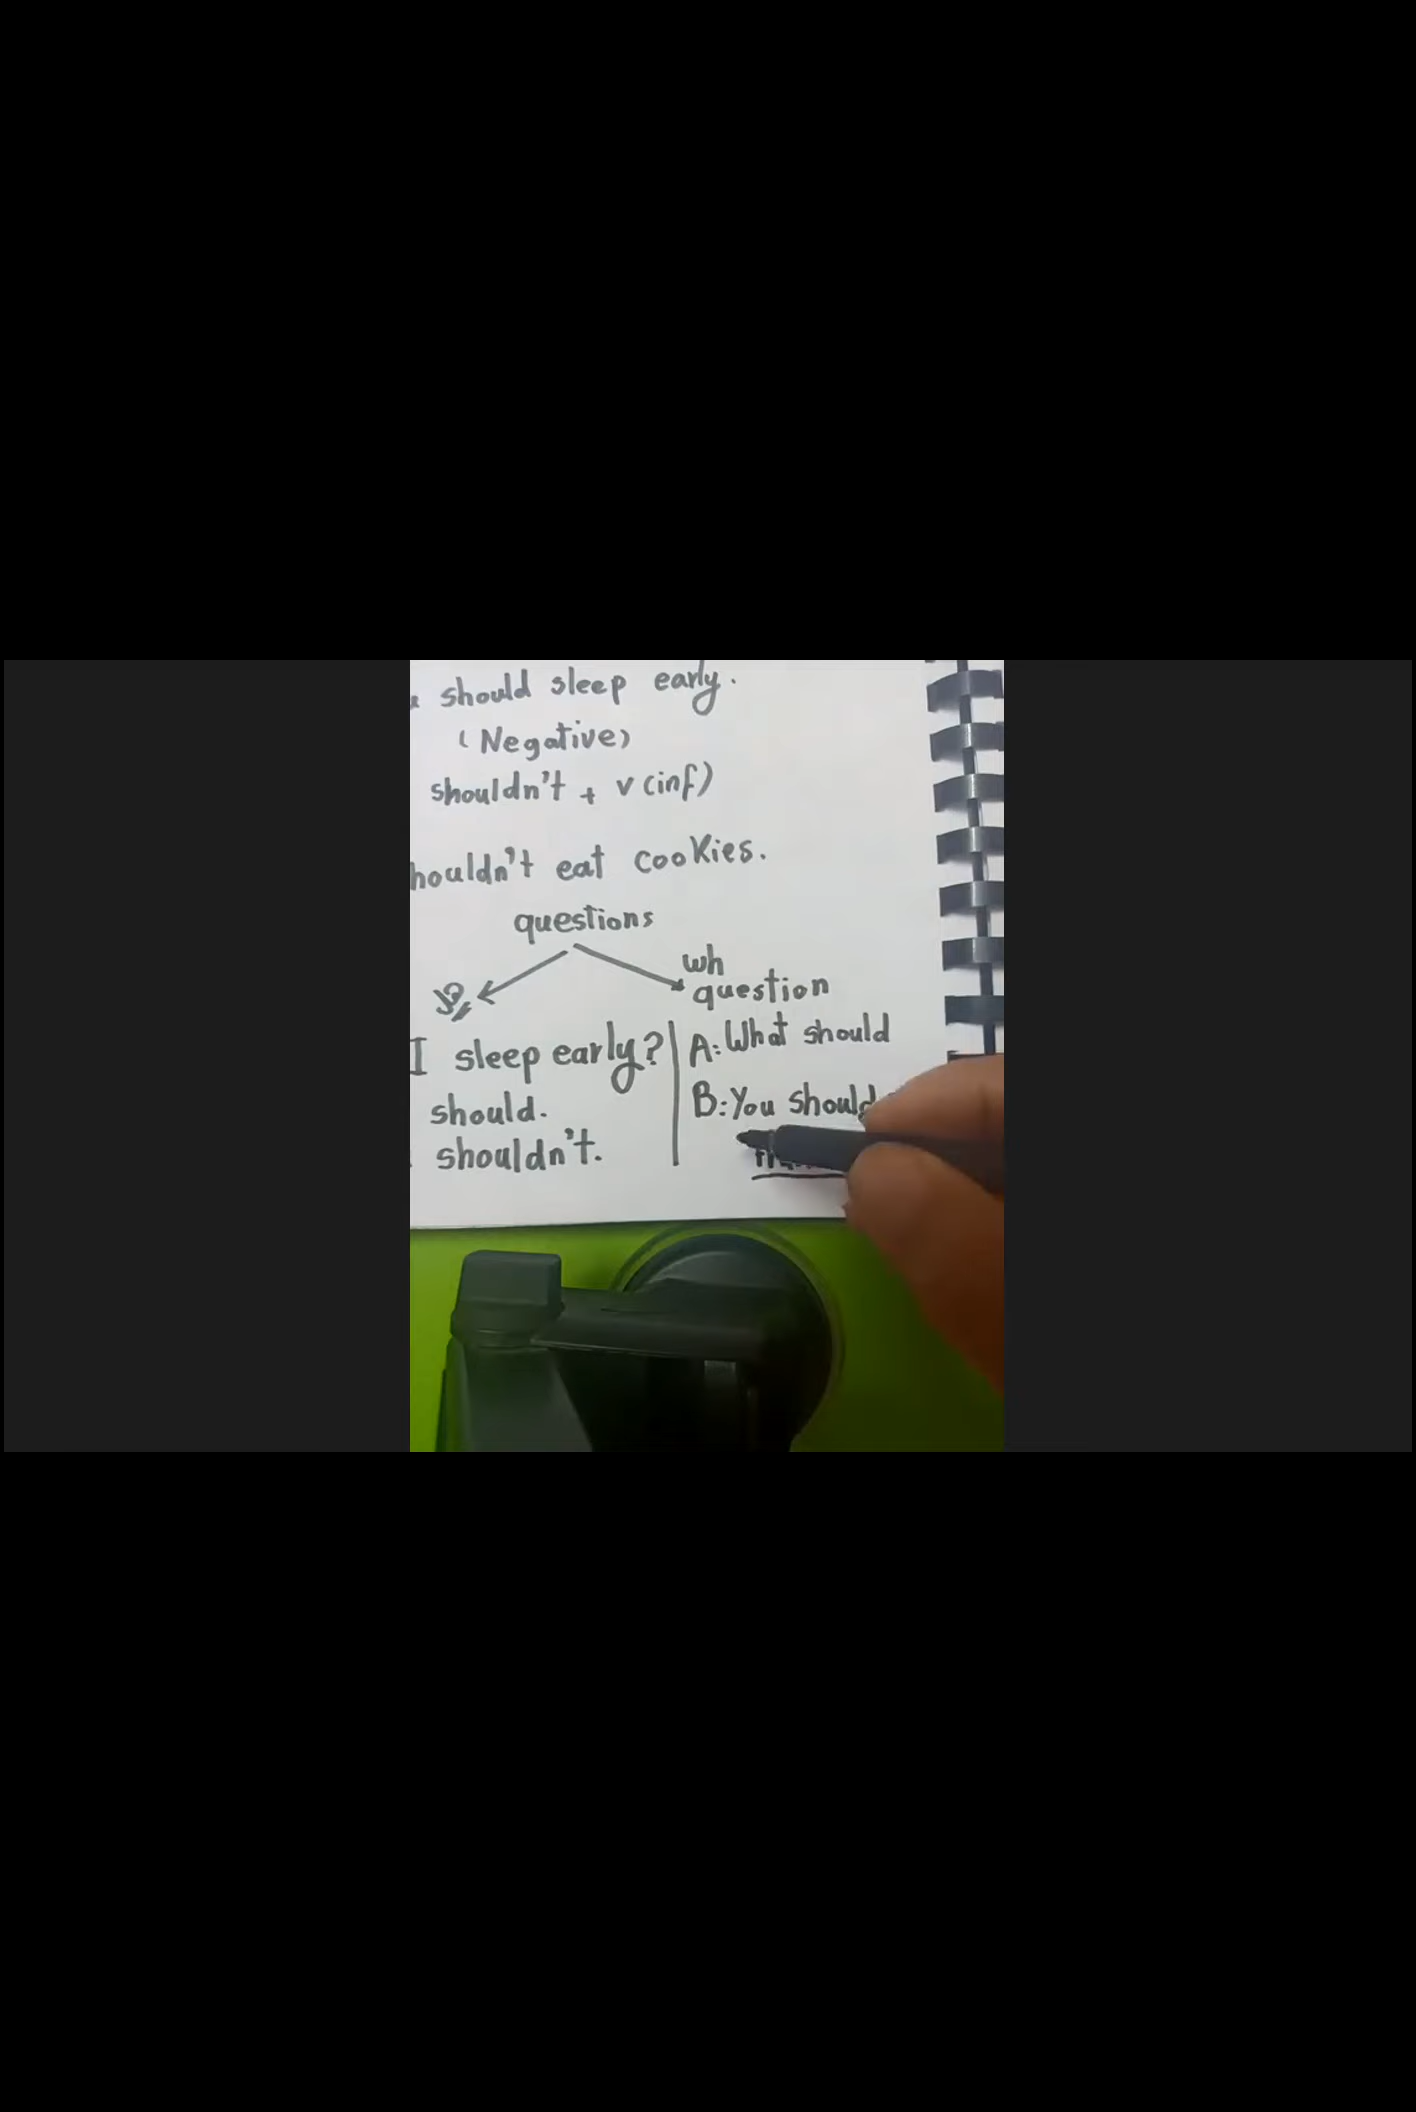 should sleep early.
(Negative)
shouldn't + v (inf)
houldn't eat cookies.
questions
wh
question
I sleep early?
should.
shouldn't.
A: What should
B: You should